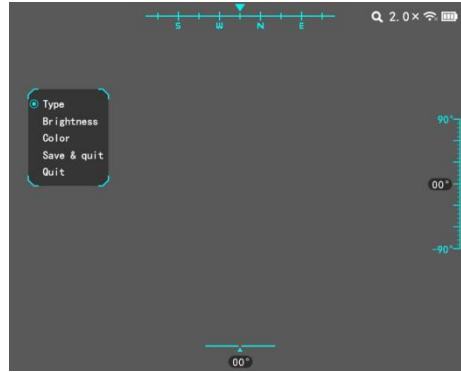 2.0×
S W N E
Type
Brightness
Color
Save & quit
Quit
90°
00°
-90°
00°